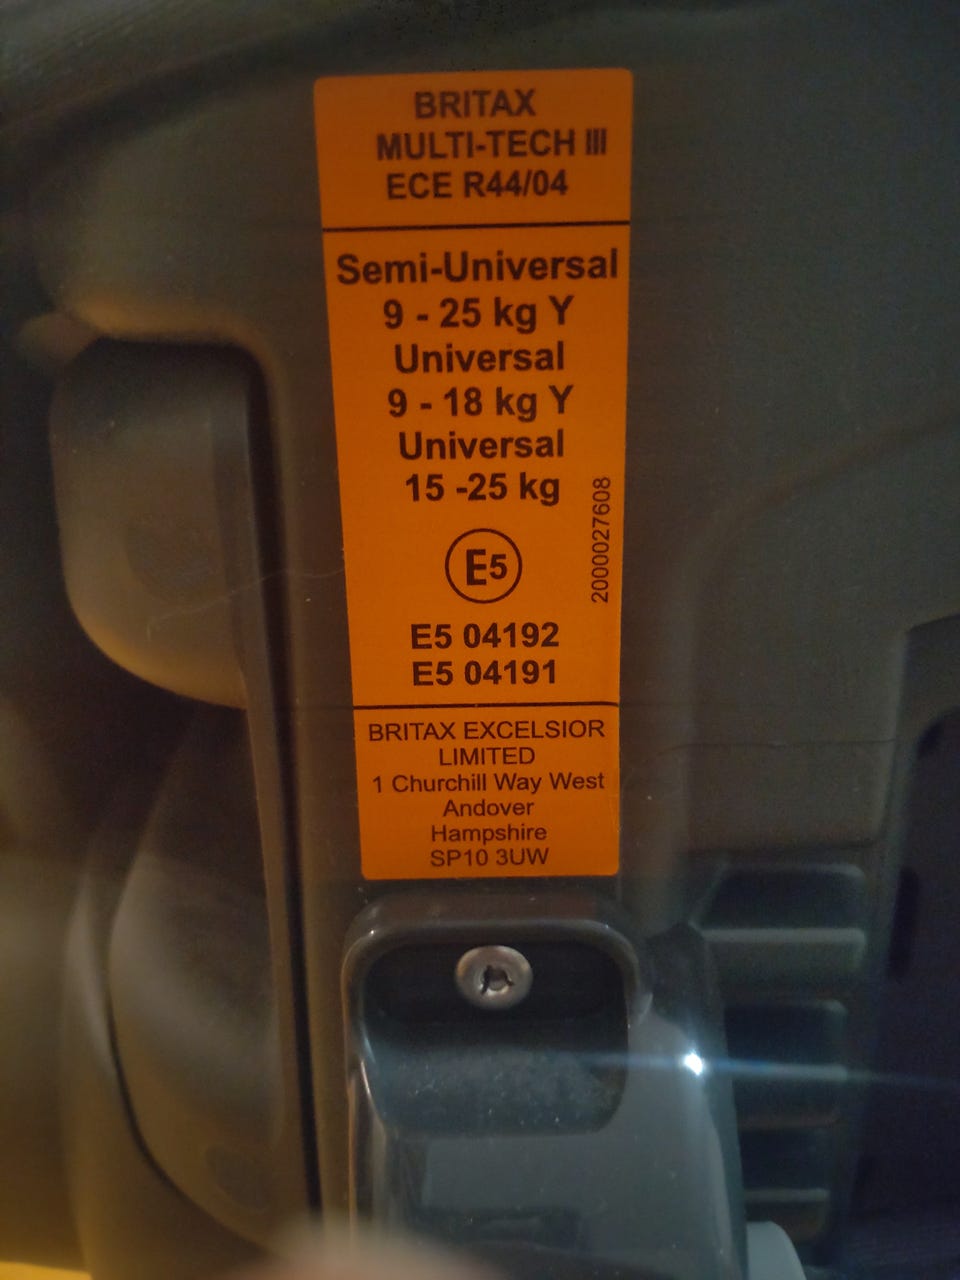 BRITAX
MULTI-TECH III
ECE R44/04
Semi-Universal
9 - 25 kg Y
Universal
9 - 18 kg Y
Universal
15 -25 kg
2000027608
E5
E5 04192
E5 04191
BRITAX EXCELSIOR
LIMITED
1 Churchill Way West
Andover
Hampshire
SP10 3UW